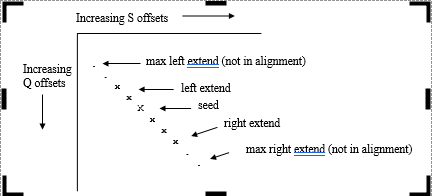 Increasing S offsets
max left extend (not in alignment)
Increasing
Q offsets
left extend
x
x
x
seed
x
right extend
x
x
max right extend (not in alignment)